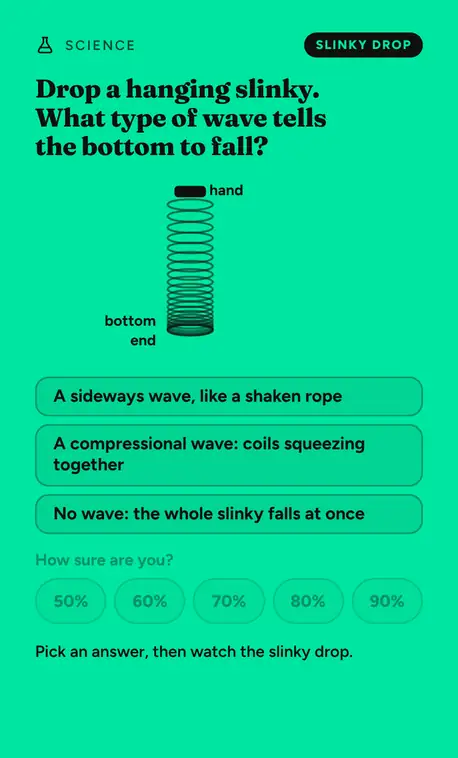 SCIENCE
SLINKY DROP
Drop a hanging slinky.
What type of wave tells
the bottom to fall?
hand
bottom
end
A sideways wave, like a shaken rope
A compressional wave: coils squeezing
together
No wave: the whole slinky falls at once
How sure are you?
50%
60%
70%
80%
90%
Pick an answer, then watch the slinky drop.